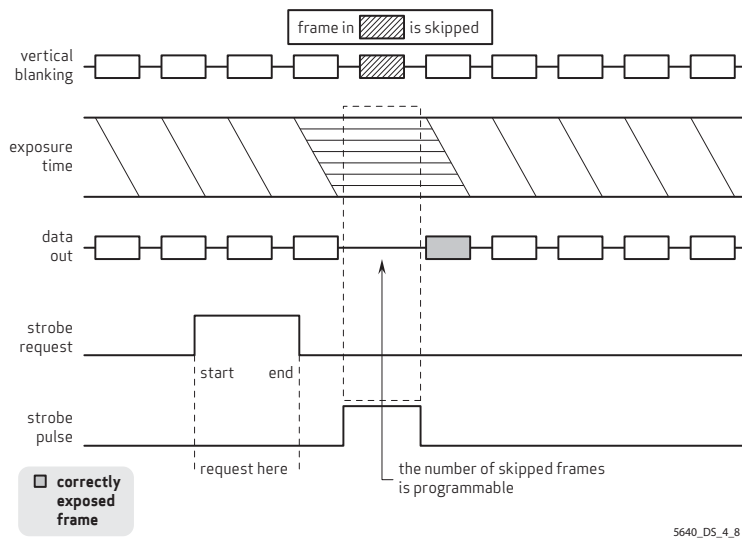 frame in is skipped
vertical
blanking
exposure
time
data
out
strobe
request
start end
strobe
pulse
request here
the number of skipped frames
is programmable
correctly
exposed
frame
5640_DS_4_8